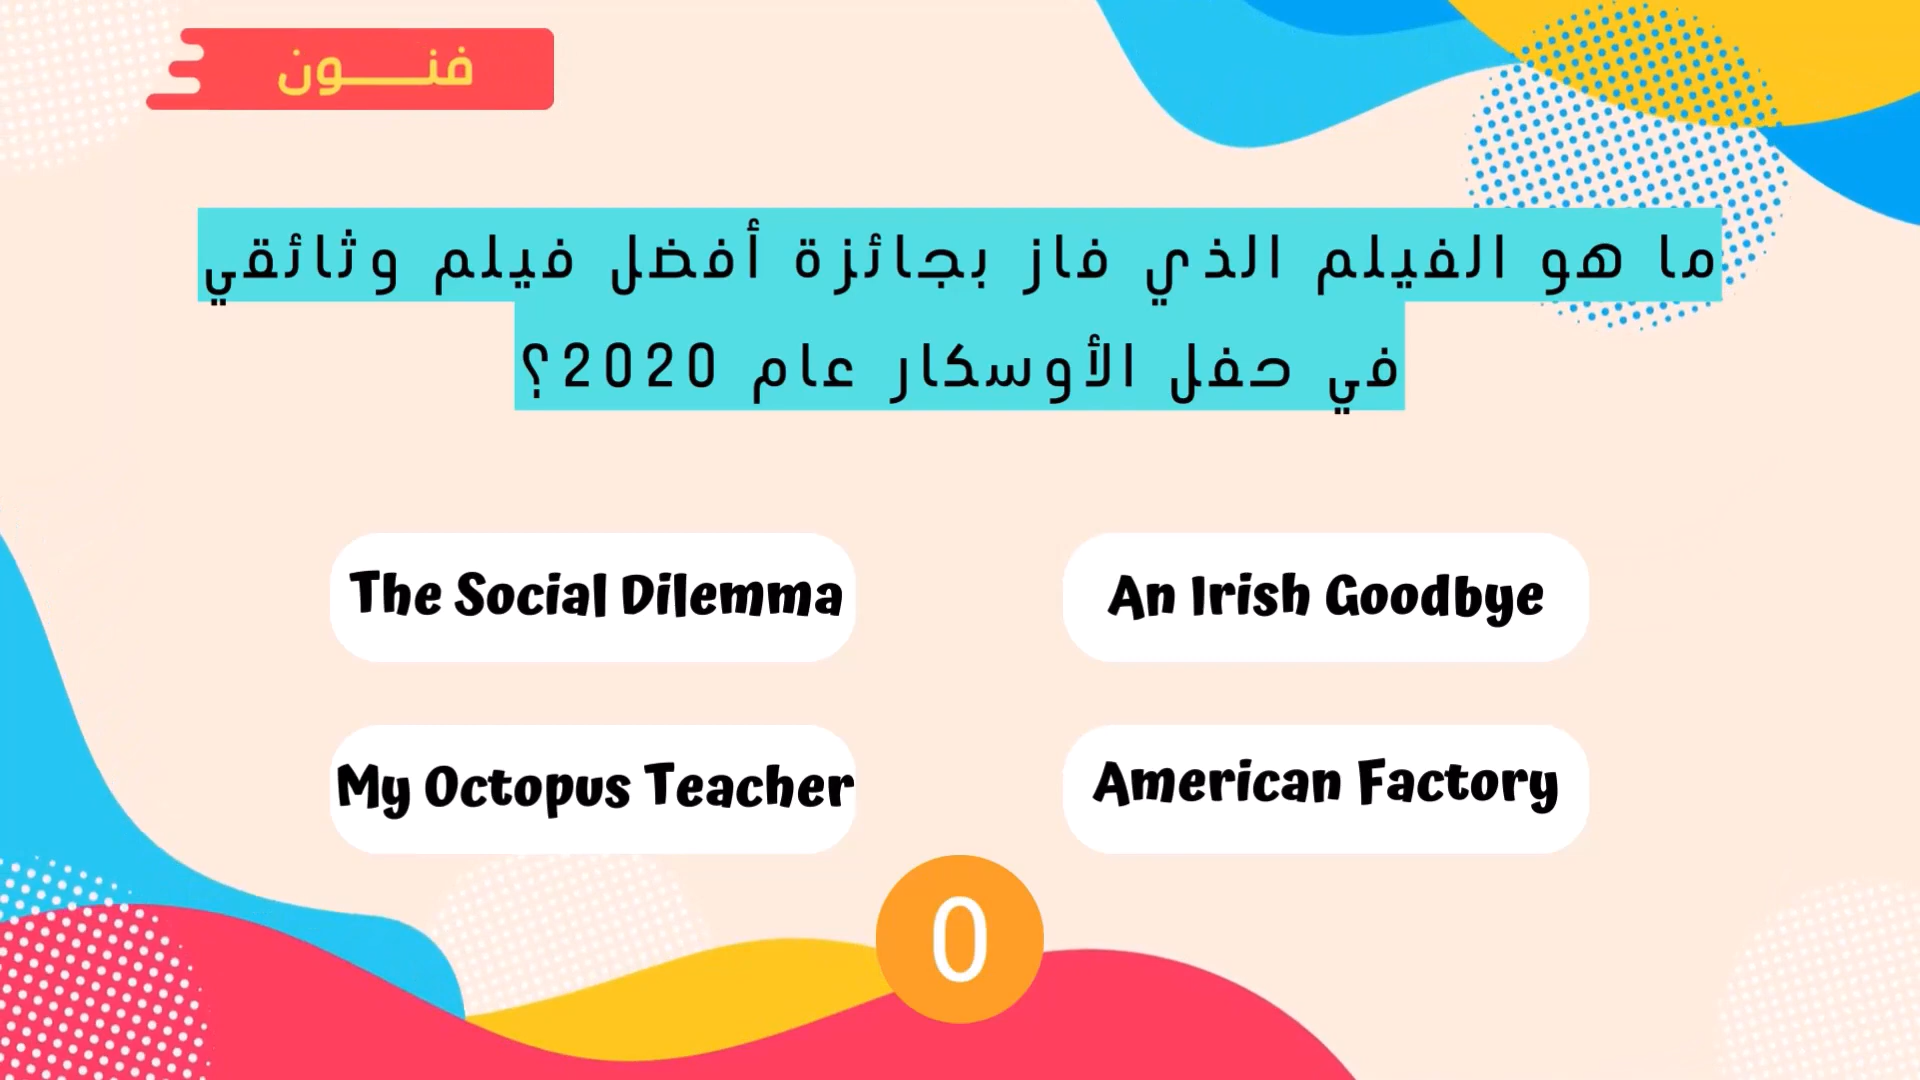 فنــــــون
ما هو الفيلم الذي فاز بجائزة أفضل فيلم وثائقي
في حفل الأوسكار عام 2020؟
The Social Dilemma
An Irish Goodbye
My Octopus Teacher
American Factory
0